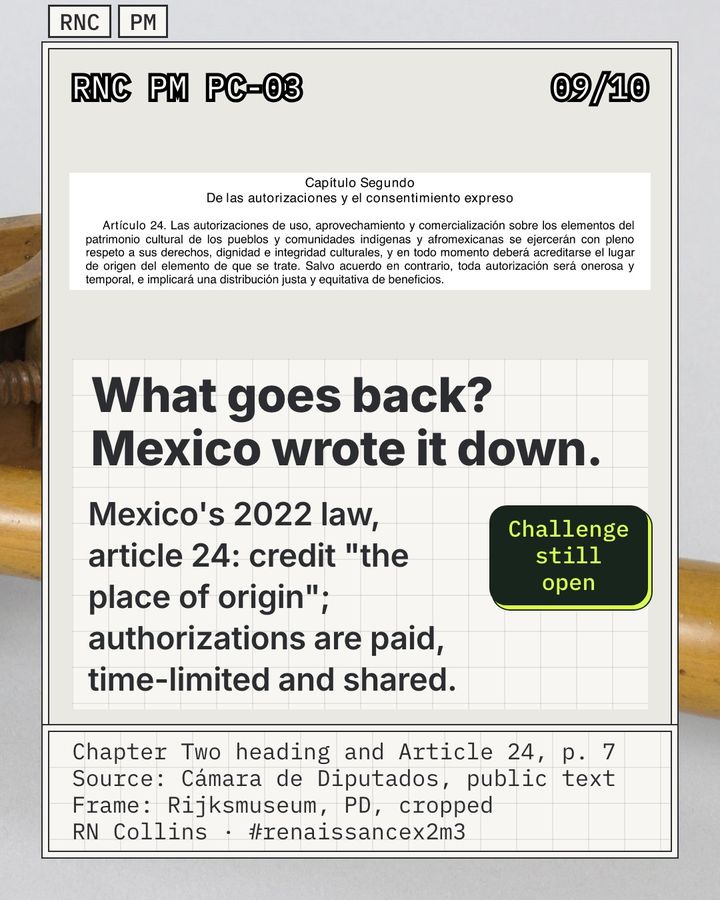 RNC PM
RNC PM PC-03 09/10
Capítulo Segundo
De las autorizaciones y el consentimiento expreso
Artículo 24. Las autorizaciones de uso, aprovechamiento y comercialización sobre los elementos del
patrimonio cultural de los pueblos y comunidades indígenas y afromexicanas se ejercerán con pleno
respeto a sus derechos, dignidad e integridad culturales, y en todo momento deberá acreditarse el lugar
de origen del elemento de que se trate. Salvo acuerdo en contrario, toda autorización será onerosa y
temporal, e implicará una distribución justa y equitativa de beneficios.
What goes back?
Mexico wrote it down.
Mexico's 2022 law,
article 24: credit "the
place of origin";
authorizations are paid,
time-limited and shared.
Challenge
still
open
Chapter Two heading and Article 24, p. 7
Source: Cámara de Diputados, public text
Frame: Rijksmuseum, PD, cropped
RN Collins · #renaissancex2m3